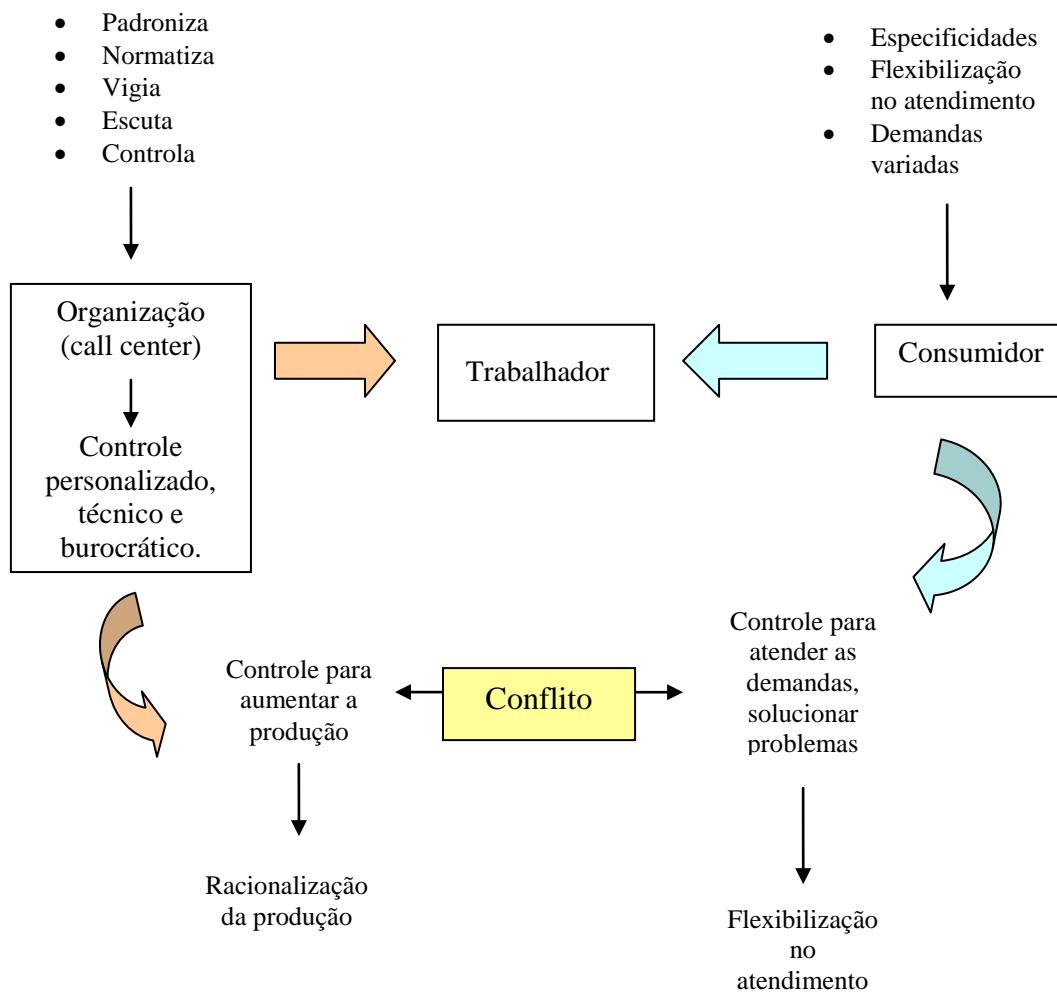 • Padroniza
• Normatiza
• Vigia
• Escuta
• Controla
• Especificidades
• Flexibilização
no atendimento
• Demandas
variadas
Organização
(call center)
Controle
personalizado,
técnico e
burocrático.
Trabalhador
Consumidor
Controle para
aumentar a
produção
Conflito
Controle para
atender as
demandas,
solucionar
problemas
Racionalização
da produção
Flexibilização
no
atendimento